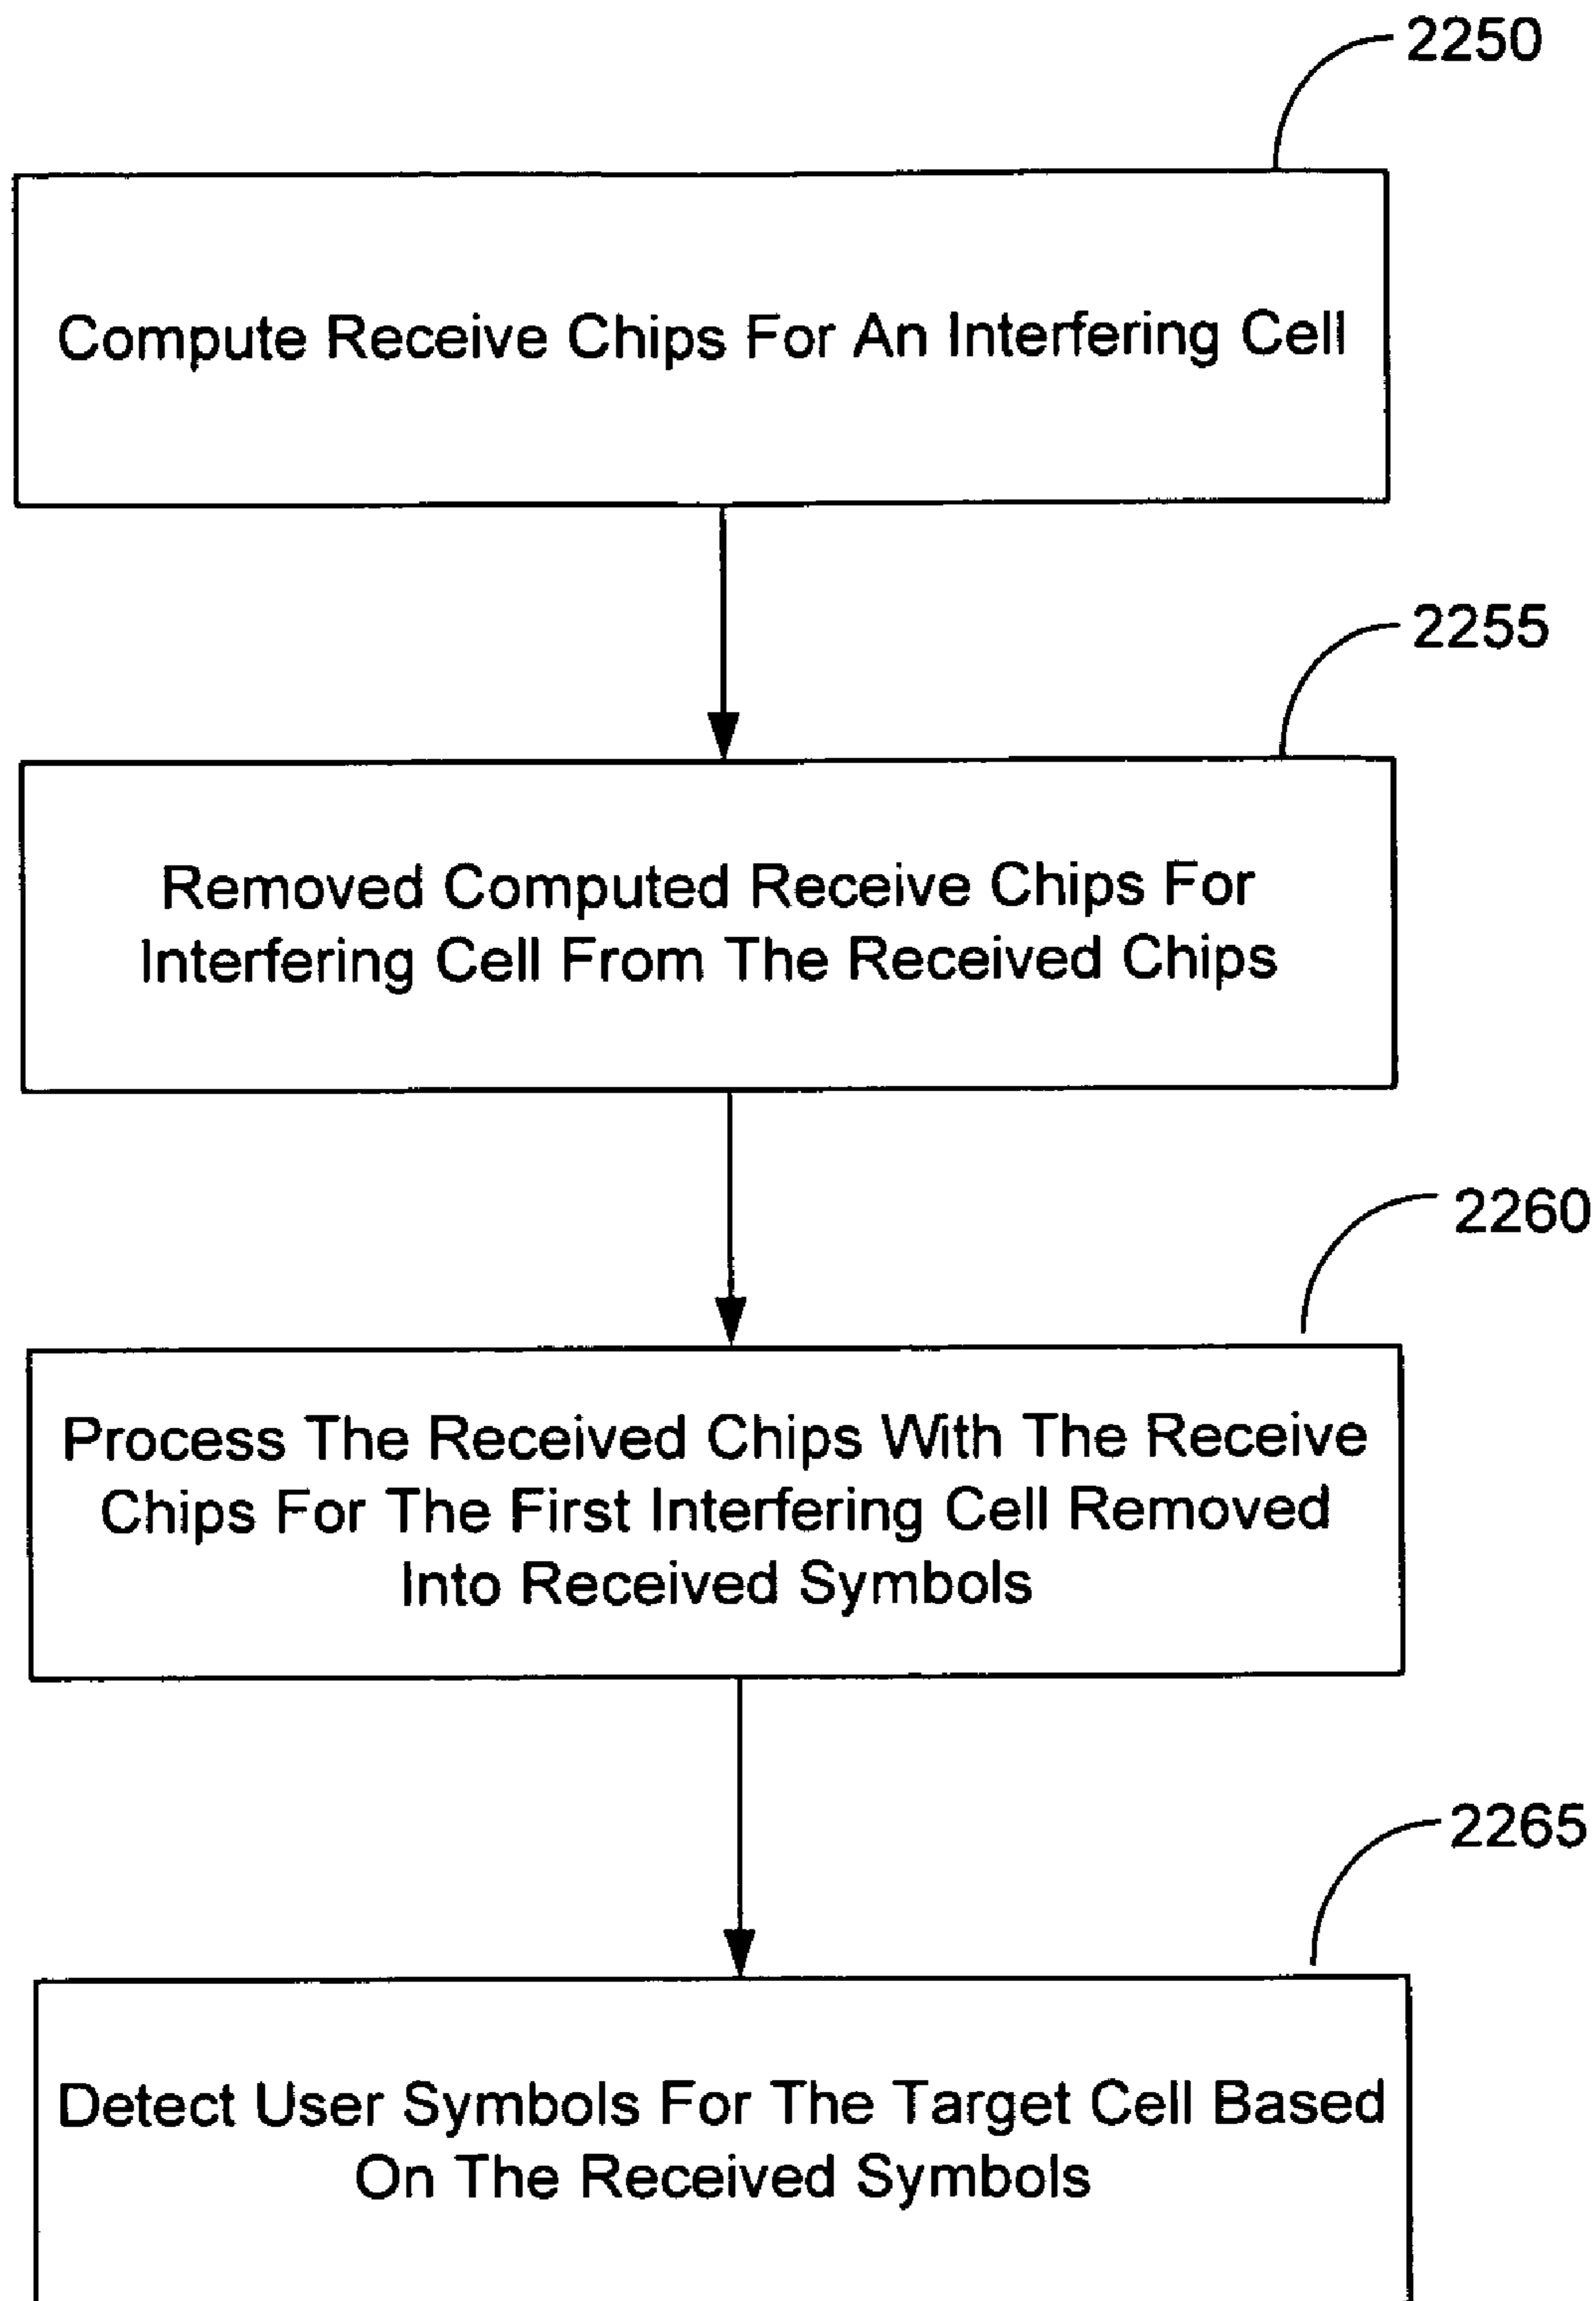 2250
Compute Receive Chips For An Interfering Cell
2255
Removed Computed Receive Chips For
Interfering Cell From The Received Chips
2260
Process The Received Chips With The Receive
Chips For The First Interfering Cell Removed
Into Received Symbols
2265
Detect User Symbols For The Target Cell Based
On The Received Symbols